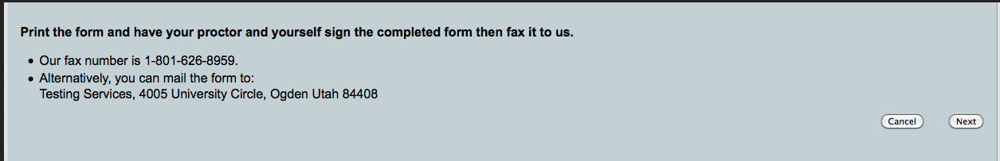 Print the form and have your proctor and yourself sign the completed form then fax it to us.
• Our fax number is 1-801-626-8959.
• Alternatively, you can mail the form to:
Testing Services, 4005 University Circle, Ogden Utah 84408
Cancel Next